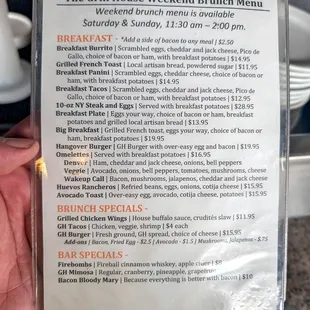 The Grill House Weekend Brunch Menu
Weekend brunch menu is available
Saturday & Sunday, 11:30 am – 2:00 pm.
BREAKFAST - *Add a side of bacon to any meal | $2.50
Breakfast Burrito | Scrambled eggs, cheddar and jack cheese, Pico de
Gallo, choice of bacon or ham, with breakfast potatoes | $14.95
Grilled French Toast | Local artisan bread, powdered sugar | $11.95
Breakfast Panini | Scrambled eggs, cheddar cheese, choice of bacon or
ham, with breakfast potatoes | $14.95
Breakfast Tacos | Scrambled eggs, cheddar and jack cheese, Pico de
Gallo, choice of bacon or ham, with breakfast potatoes | $12.95
10-oz NY Steak and Eggs | Served with breakfast potatoes | $28.95
Breakfast Plate | Eggs your way, choice of bacon or ham, breakfast
potatoes and grilled local artisan bread | $13.95
Big Breakfast | Grilled French toast, eggs your way, choice of bacon or
ham, and breakfast potatoes | $19.95
Hangover Burger | GH Burger with over-easy egg and bacon | $19.95
Omelettes | Served with breakfast potatoes | $16.95
Denver | Ham, cheddar and jack cheese, onions, bell peppers
Veggie | Avocado, onions, bell peppers, tomatoes, mushrooms, cheese
Wakeup Call | Bacon, mushrooms, jalapenos, cheddar and jack cheese
Huevos Rancheros | Refried beans, eggs, onions, cotija cheese | $15.95
Avocado Toast | Over-easy egg, avocado, cotija cheese, potatoes | $15.95
BRUNCH SPECIALS -
Grilled Chicken Wings | House buffalo sauce, cruditis slaw | $11.95
GH Tacos | Chicken, veggie, shrimp | $4 each
GH Burger | Fresh ground, GH spread, choice of cheese | $15.95
Add-ons | Bacon, Fried Egg - $2.5 | Avocado - $1.5 | Mushrooms, Jalapenos - $.75
BAR SPECIALS -
Firebombs | Fireball cinnamon whiskey, apple river | $8
GH Mimosa | Regular, cranberry, pineapple, grapefruit
Bacon Bloody Mary | Because everything is better with bacon | $10